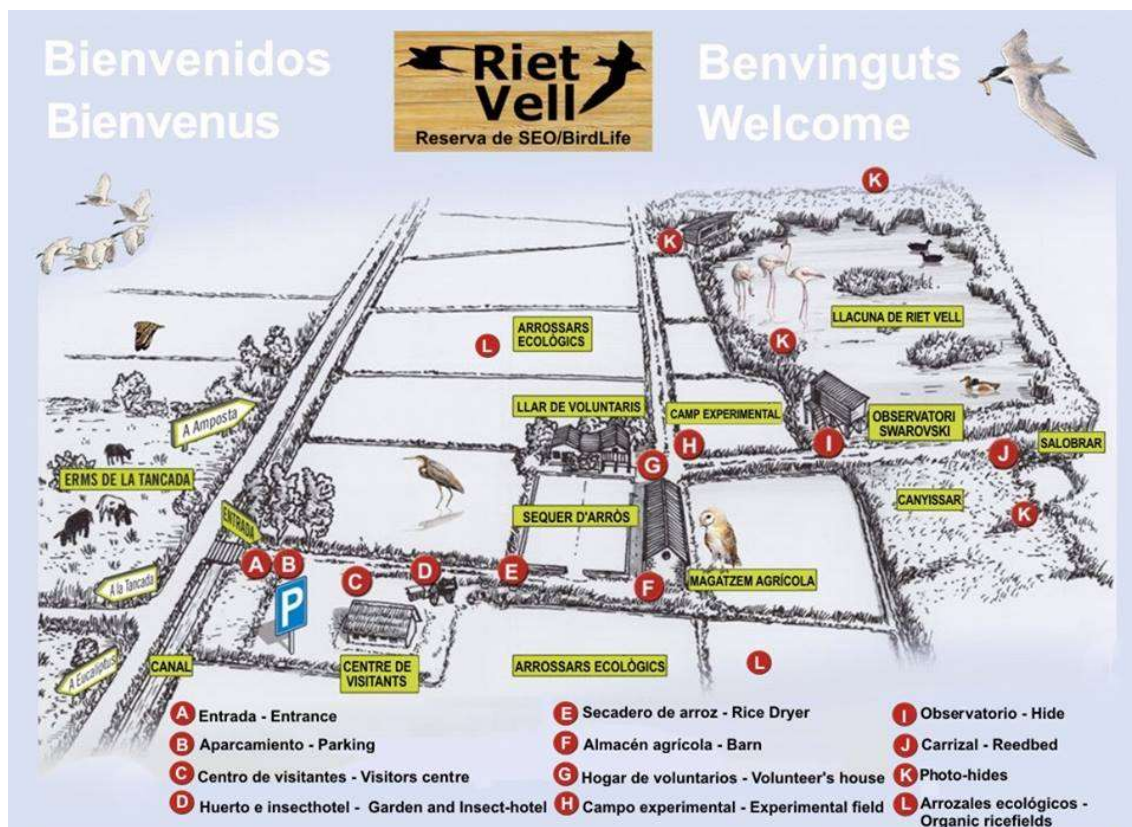 Bienvenidos
Bienvenus
Riet
Vell
Reserva de SEO/BirdLife
Benvinguts
Welcome
K
K
LLACUNA DE RIET VELL
K
L
ARROSSARS
ECOLÒGICS
A Amposta
LLAR DE VOLUNTARIS
CAMP EXPERIMENTAL
OBSERVATORI
SWAROVSKI
SALOBRAR
H
I
J
G
ERMS DE LA TANCADA
CANYISSAR
ENTRADA
SEQUER D'ARRÒS
K
A
B
C
D
E
F
MAGATZEM AGRÍCOLA
A la Tancada
P
A Eucaliptus
CANAL
CENTRE DE
VISITANTS
ARROSSARS ECOLÒGICS
L
A Entrada - Entrance
B Aparcamiento - Parking
C Centro de visitantes - Visitors centre
D Huerto e insecthotel - Garden and Insect-hotel
E Secadero de arroz - Rice Dryer
F Almacén agrícola - Barn
G Hogar de voluntarios - Volunteer's house
H Campo experimental - Experimental field
I Observatorio - Hide
J Carrizal - Reedbed
K Photo-hides
L Arrozales ecológicos -
Organic ricefields